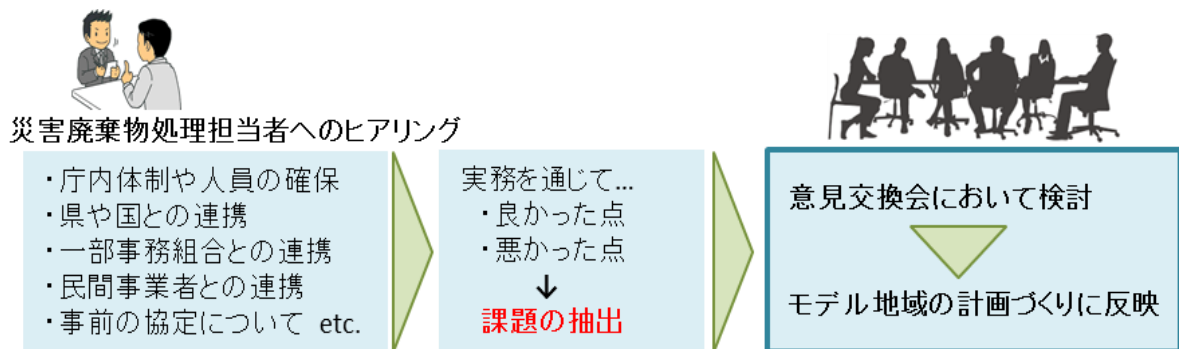 災害廃棄物処理担当者へのヒアリング
・庁内体制や人員の確保
・県や国との連携
・一部事務組合との連携
・民間事業者との連携
・事前の協定について etc.
実務を通じて…
・良かった点
・悪かった点
↓
課題の抽出
意見交換会において検討
モデル地域の計画づくりに反映